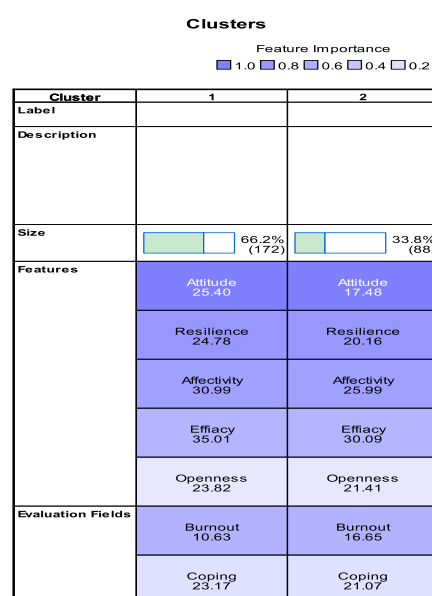 Clusters
Feature Importance
1.0 0.8 0.6 0.4 0.2
Cluster 1 2
Label
Description
Size 66.2% 33.8%
(172) (88
Features Attitude Attitude
25.40 17.48
Resilience Resilience
24.78 20.16
Affectivity Affectivity
30.99 25.99
Effiacy Effiacy
35.01 30.09
Openness Openness
23.82 21.41
Evaluation Fields Burnout Burnout
10.63 16.65
Coping Coping
23.17 21.07